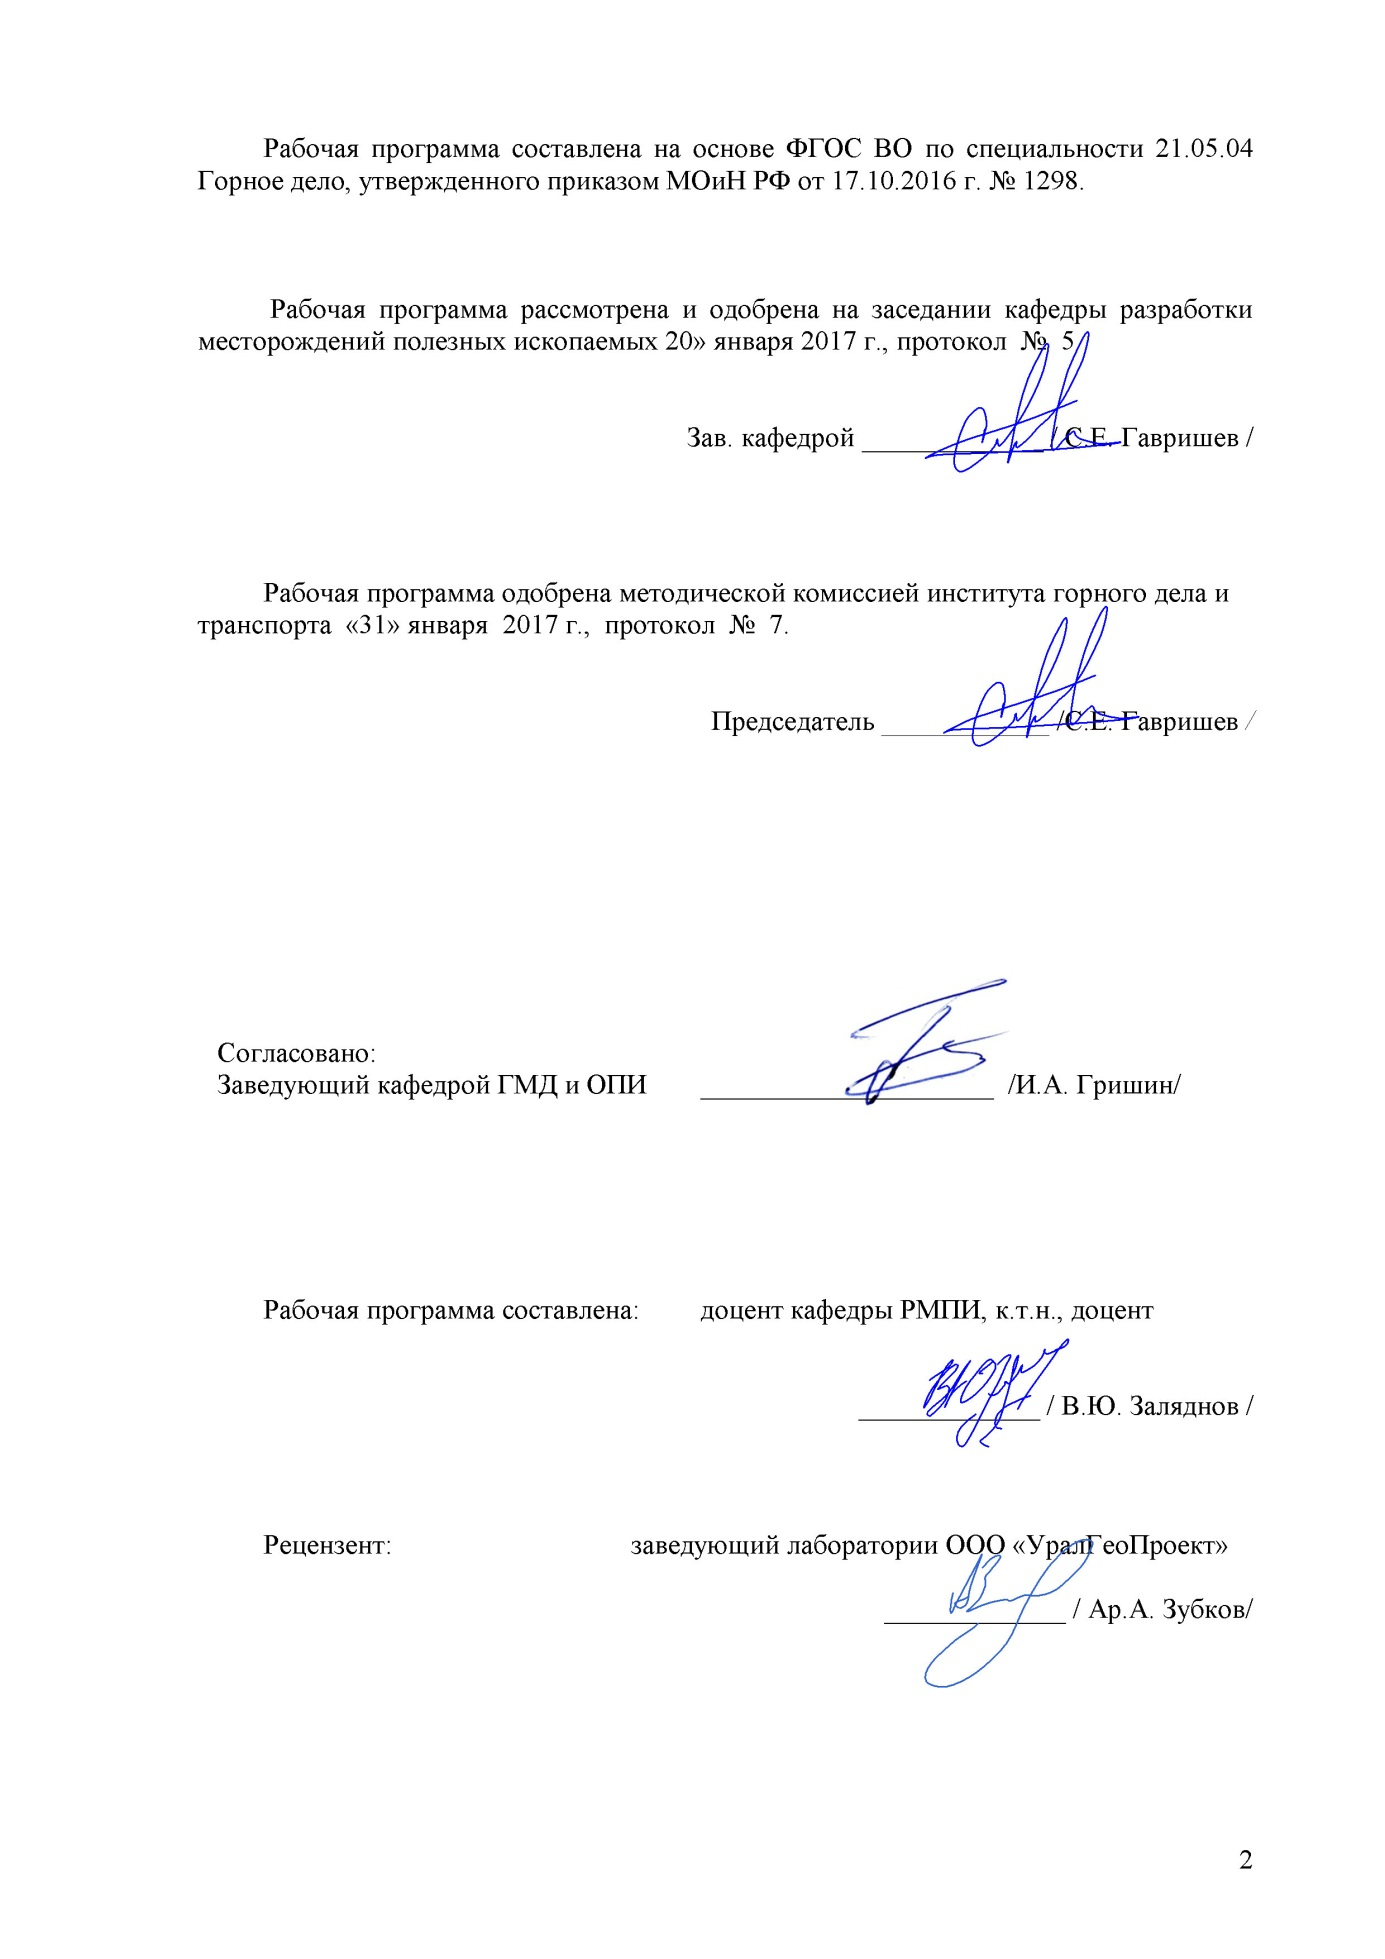 Рабочая программа составлена на основе ФГОС ВО по специальности 21.05.04
Горное дело, утвержденного приказом МОиН РФ от 17.10.2016 г. № 1298.
Рабочая программа рассмотрена и одобрена на заседании кафедры разработки
месторождений полезных ископаемых 20» января 2017 г., протокол № 5
Зав. кафедрой _____________ / С.Е. Гавришев /
Рабочая программа одобрена методической комиссией института горного дела и
транспорта «31» января 2017 г., протокол № 7.
Председатель ____________ /С.Е. Гавришев /
Согласовано:
Заведующий кафедрой ГМД и ОПИ _____________________ /И.А. Гришин/
Рабочая программа составлена: доцент кафедры РМПИ, к.т.н., доцент
_____________ / В.Ю. Заляднов /
Рецензент: заведующий лаборатории ООО «УралГеоПроект»
_____________ / Ар.А. Зубков/
2